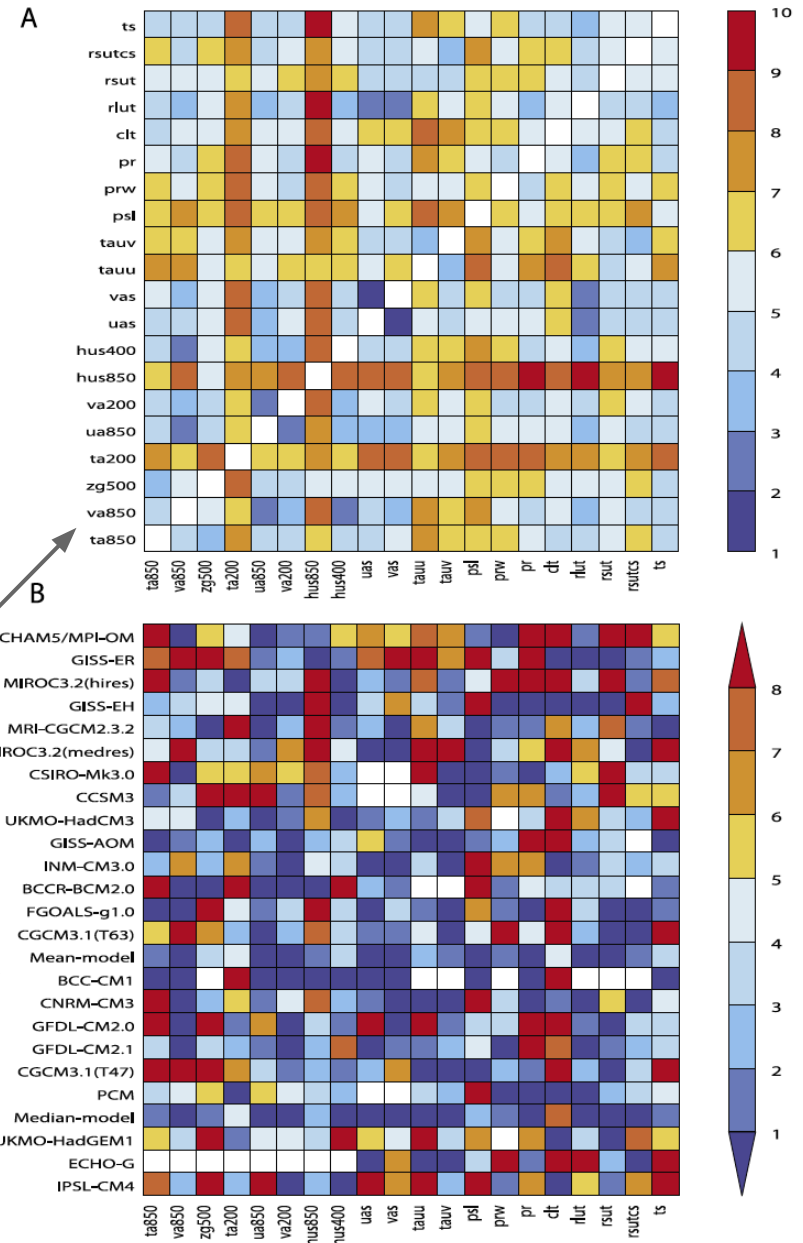 A
ts
rsutcs
rsut
rlut
clt
pr
prw
psl
tauv
tauu
vas
uas
hus400
hus850
va200
ua850
ta200
zg500
va850
ta850
10
9
8
7
6
5
4
3
2
1
ta850 va850 zg500 ta200 ua850 va200 hus850 hus400 uas vas tauu tauv psl prw pr clt rlut rsut rsutcs ts
B
CHAM5/MPI-OM
GISS-ER
MIROC3.2(hires)
GISS-EH
MRI-CGCM2.3.2
IROC3.2(medres)
CSIRO-Mk3.0
CCSM3
UKMO-HadCM3
GISS-AOM
INM-CM3.0
BCCR-BCM2.0
FGOALS-g1.0
CGCM3.1(T63)
Mean-model
BCC-CM1
CNRM-CM3
GFDL-CM2.0
GFDL-CM2.1
CGCM3.1(T47)
PCM
Median-model
UKMO-HadGEM1
ECHO-G
IPSL-CM4
8
7
6
5
4
3
2
1
ta850 va850 zg500 ta200 ua850 va200 hus850 hus400 uas vas tauu tauv psl prw pr clt rlut rsut rsutcs ts